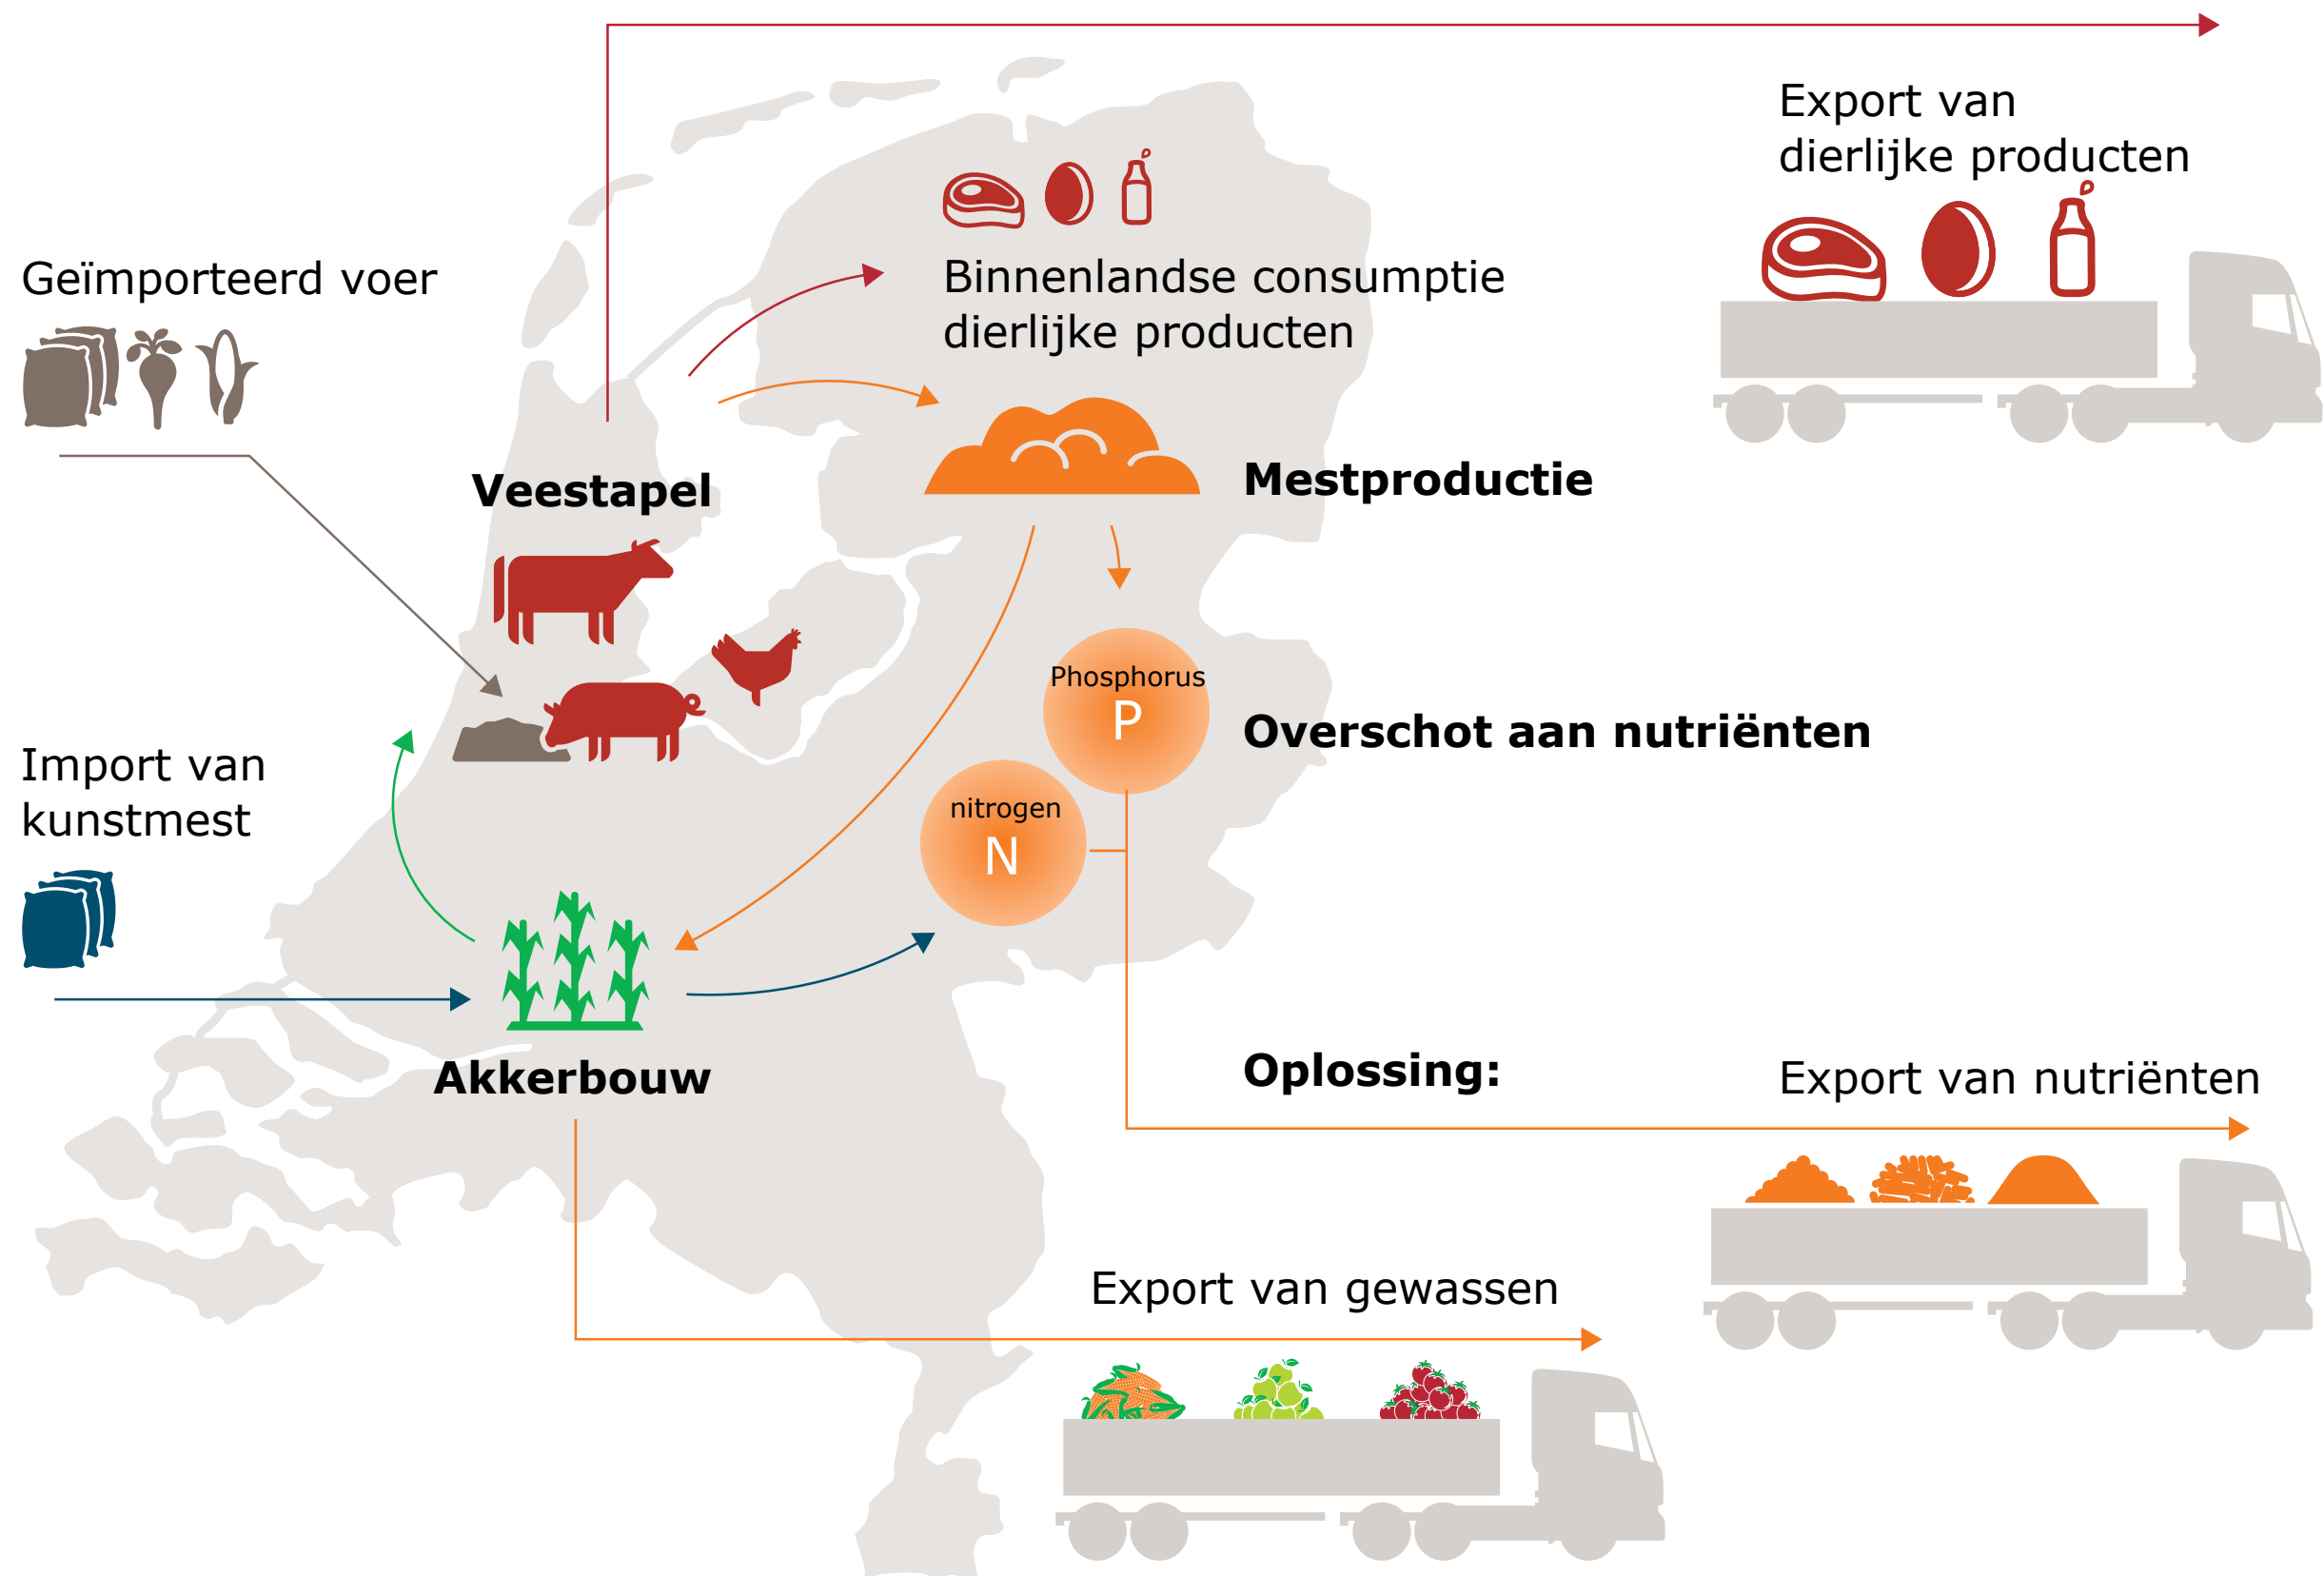 Export van
dierlijke producten
Geïmporteerd voer
Binnenlandse consumptie
dierlijke producten
Veestapel
Mestproductie
Phosphorus
P
Overschot aan nutriënten
Import van
kunstmest
nitrogen
N
Akkerbouw
Oplossing:
Export van nutriënten
Export van gewassen